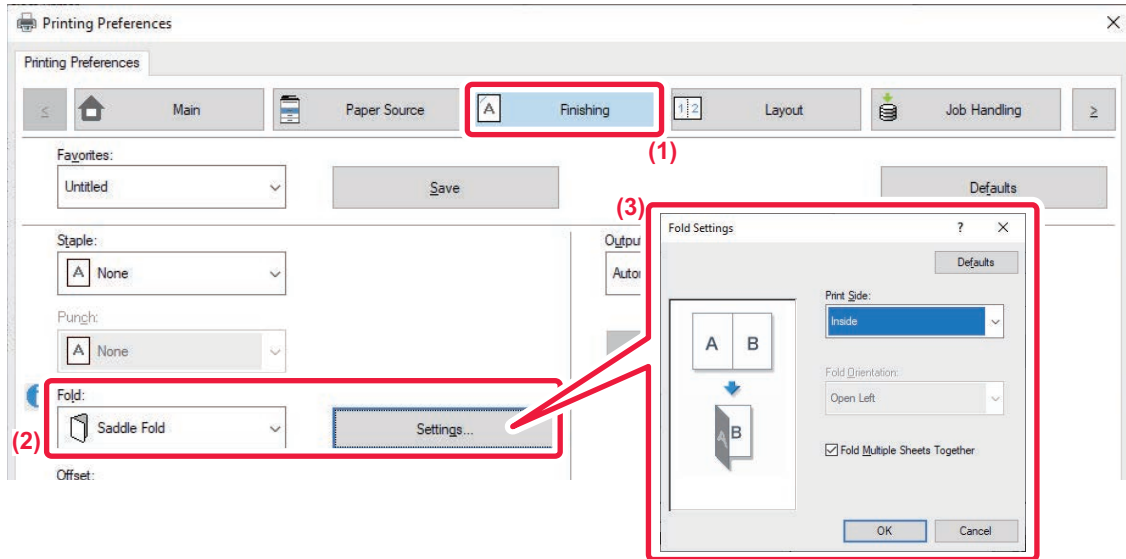 Printing Preferences
Printing Preferences
< Main Paper Source A Finishing 1 2 Layout Job Handling >
(1)
Favorites:
Untitled Save Defaults
(3)
Staple:
A None
Punch:
A None
Fold:
Saddle Fold Settings...
(2)
Offset:
Fold Settings ?
Defaults
Print Side:
Inside
A B
Fold Orientation:
Open Left
A B
Fold Multiple Sheets Together
OK Cancel